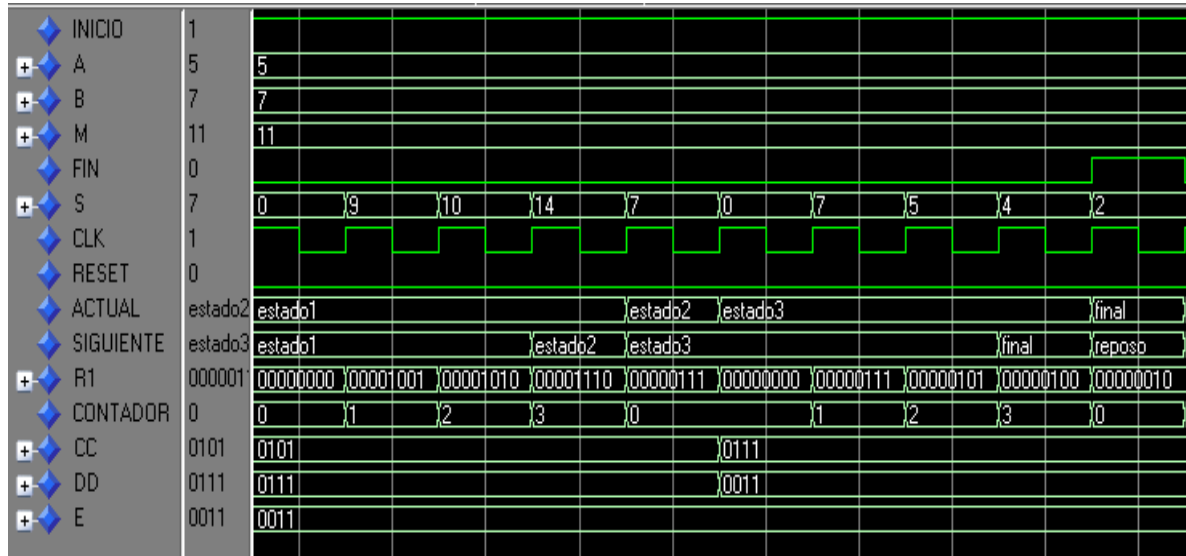 INICIO 1
A 5 5
B 7 7
M 11 11
FIN 0
S 7 0 9 10 14 7 0 7 5 4 2
CLK 1
RESET 0
ACTUAL estado2 estado1 estado2 estado3 final
SIGUIENTE estado3 estado1 estado2 estado3 final reposo
R1 0000011 00000000 00001001 00001010 00001110 00000111 00000000 00000111 00000101 00000100 00000010
CONTADOR 0 0 1 2 3 0 1 2 3 0
CC 0101 0101 0111
DD 0111 0111 0011
E 0011 0011